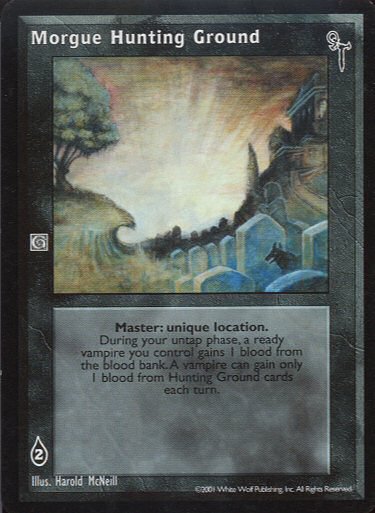 Morgue Hunting Ground
Master: unique location.
During your untap phase, a ready
vampire you control gains 1 blood from
the blood bank. A vampire can gain only
1 blood from Hunting Ground cards
each turn.
2
Illus. Harold McNeill
©2001 White Wolf Publishing, Inc. All Rights Reserved.